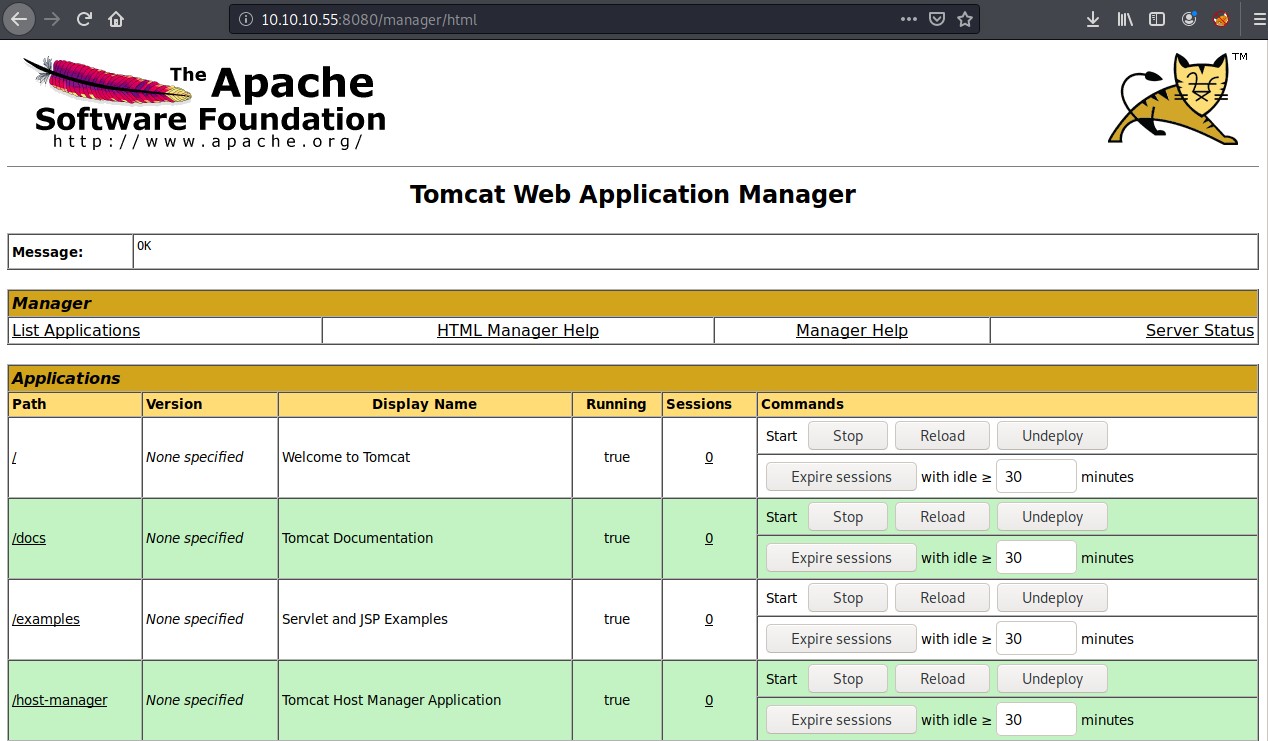 10.10.10.55:8080/manager/html
The Apache
Software Foundation
http://www.apache.org/
TM
Tomcat Web Application Manager
Message: OK
Manager
List Applications HTML Manager Help Manager Help Server Status
Applications
Path Version Display Name Running Sessions Commands
Start Stop Reload Undeploy
/ None specified Welcome to Tomcat true 0
Expire sessions with idle ≥ 30 minutes
Start Stop Reload Undeploy
/docs None specified Tomcat Documentation true 0
Expire sessions with idle ≥ 30 minutes
Start Stop Reload Undeploy
/examples None specified Servlet and JSP Examples true 0
Expire sessions with idle ≥ 30 minutes
Start Stop Reload Undeploy
/host-manager None specified Tomcat Host Manager Application true 0
Expire sessions with idle ≥ 30 minutes